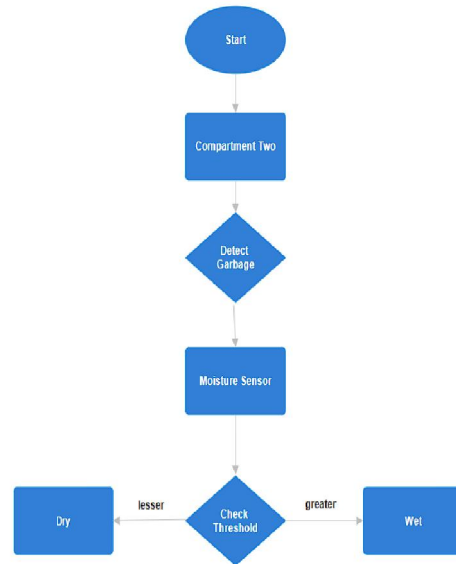 Start
Compartment Two
Detect
Garbage
Moisture Sensor
lesser
greater
Dry
Check
Threshold
Wet